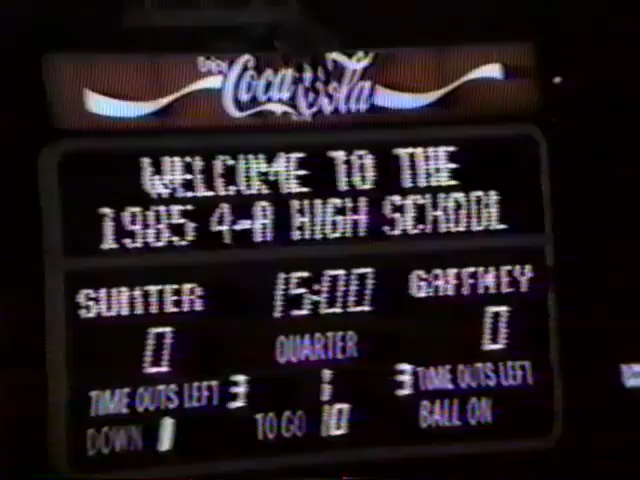 Enjoy
Coca-Cola
WELCOME TO THE
1985 4-A HIGH SCHOOL
SUMTER 15:00 GAFFNEY
0 QUARTER 0
TIME OUTS LEFT 3 1 3 TIME OUTS LEFT
DOWN 1 TO GO 10 BALL ON